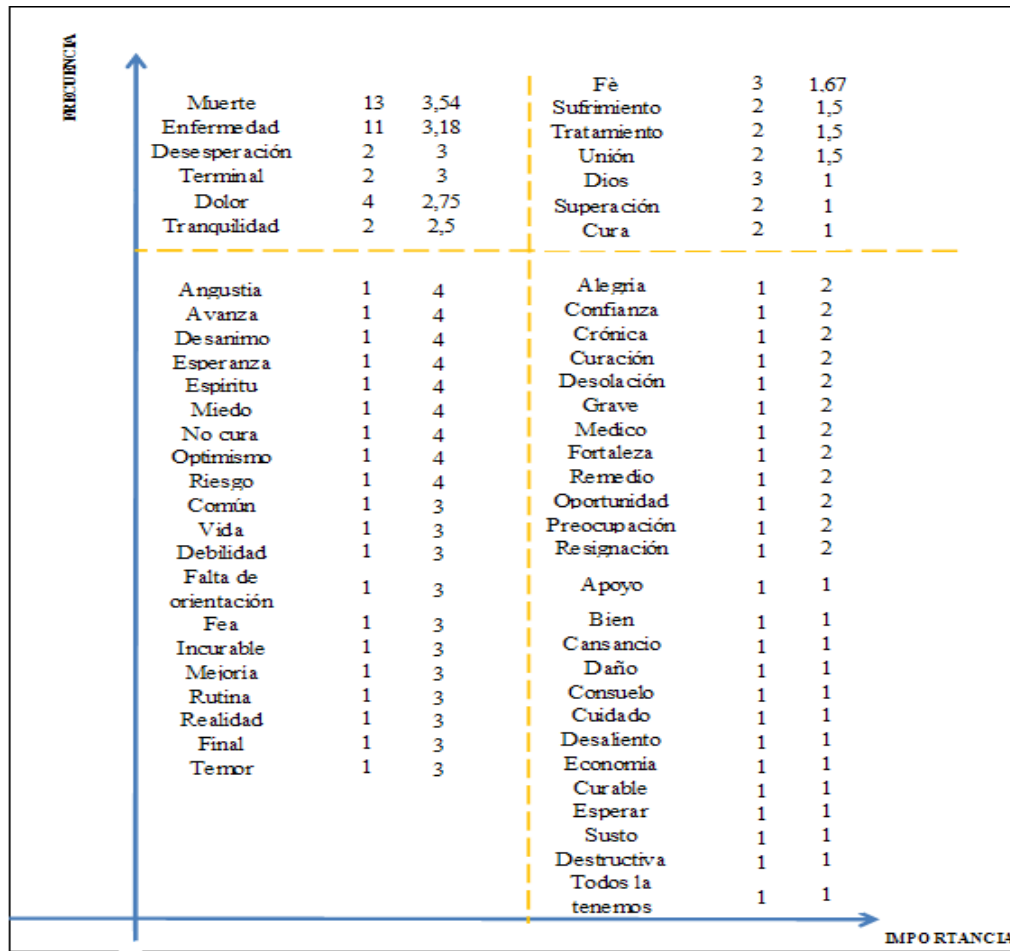 FRECUENCIA
Muerte 13 3,54
Enfermedad 11 3,18
Desesperación 2 3
Terminal 2 3
Dolor 4 2,75
Tranquilidad 2 2,5
Fè 3 1.67
Sufrimiento 2 1,5
Tratamiento 2 1,5
Unión 2 1,5
Dios 3 1
Superación 2 1
Cura 2 1
Angustia 1 4
Avanza 1 4
Desanimo 1 4
Esperanza 1 4
Espiritu 1 4
Miedo 1 4
No cura 1 4
Optimismo 1 4
Riesgo 1 4
Común 1 3
Vida 1 3
Debilidad 1 3
Falta de
orientación 1 3
Fea 1 3
Incurable 1 3
Mejoria 1 3
Rutina 1 3
Realidad 1 3
Final 1 3
Temor 1 3
Alegria 1 2
Confianza 1 2
Crónica 1 2
Curación 1 2
Desolación 1 2
Grave 1 2
Medico 1 2
Fortaleza 1 2
Remedio 1 2
Oportunidad 1 2
Preocupación 1 2
Resignación 1 2
Apoyo 1 1
Bien 1 1
Cansancio 1 1
Daño 1 1
Consuelo 1 1
Cuidado 1 1
Desaliento 1 1
Economia 1 1
Curable 1 1
Esperar 1 1
Susto 1 1
Destructiva 1 1
Todos la
tenemos 1 1
IMPORTANCIA